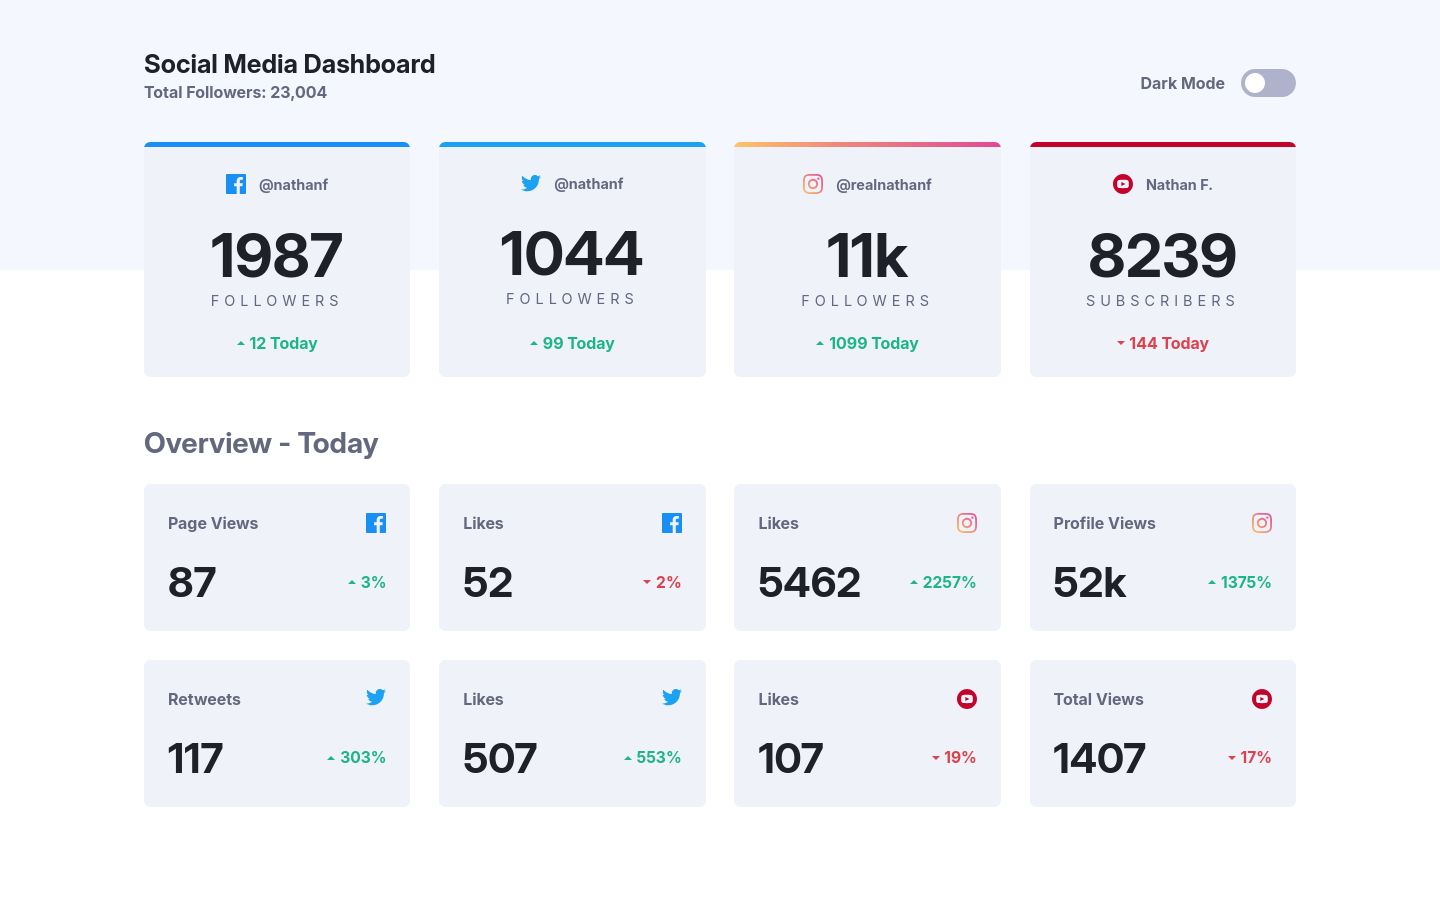 Social Media Dashboard
Total Followers: 23,004
Dark Mode
@nathanf
1987
FOLLOWERS
12 Today
@nathanf
1044
FOLLOWERS
99 Today
@realnathanf
11k
FOLLOWERS
1099 Today
Nathan F.
8239
SUBSCRIBERS
144 Today
Overview - Today
Page Views
87
3%
Likes
52
2%
Likes
5462
2257%
Profile Views
52k
1375%
Retweets
117
303%
Likes
507
553%
Likes
107
19%
Total Views
1407
17%